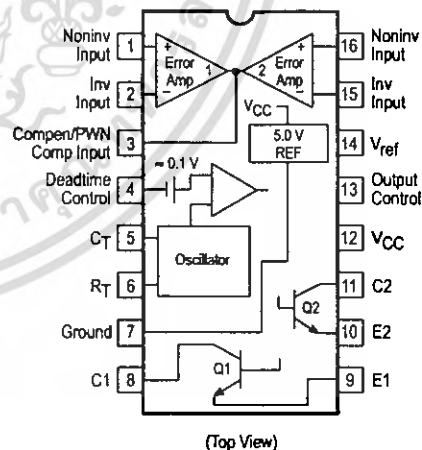 Noninv
Input
1
+
Error
Amp
1
2
+
Error
Amp
16
Noninv
Input
Inv
Input
2
−
−
15
Inv
Input
VCC
Compen/PWN
Comp Input
3
5.0 V
REF
14
Vref
≈ 0.1 V
Deadtime
Control
4
13
Output
Control
CT
5
12
VCC
Oscillator
RT
6
11
C2
Q2
Ground
7
10
E2
C1
8
Q1
9
E1
(Top View)